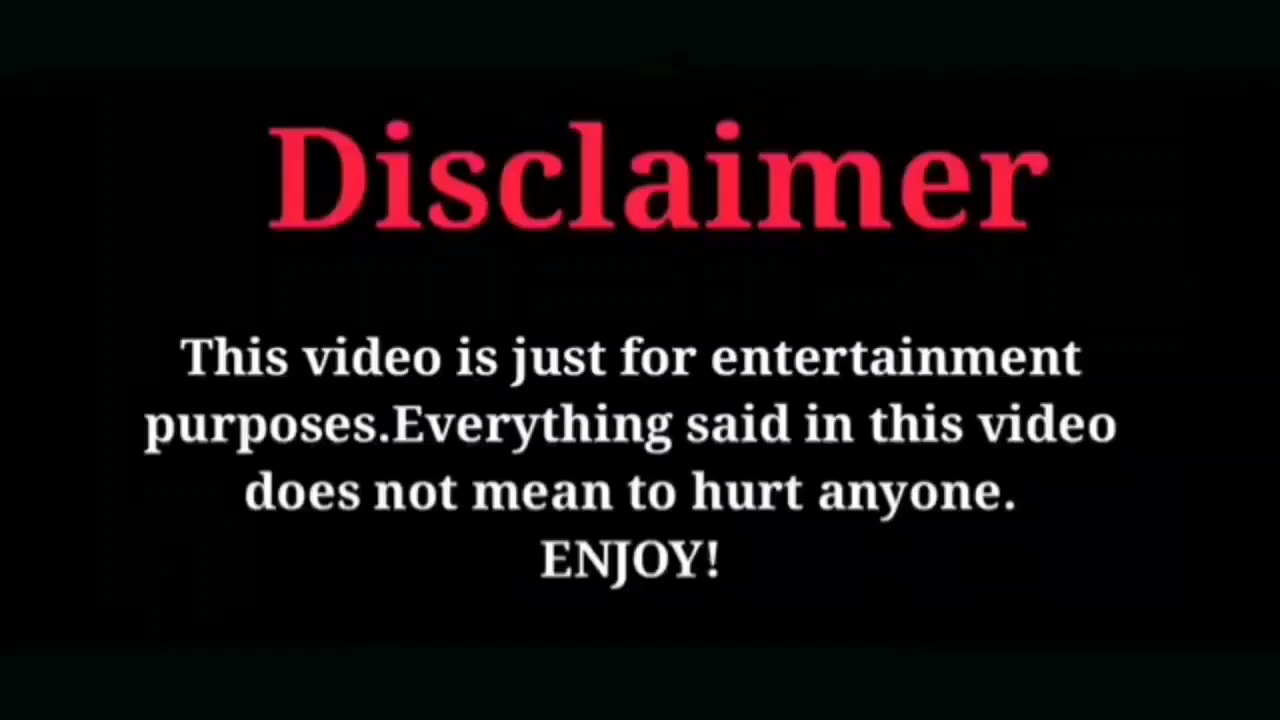 Disclaimer
This video is just for entertainment
purposes.Everything said in this video
does not mean to hurt anyone.
ENJOY!